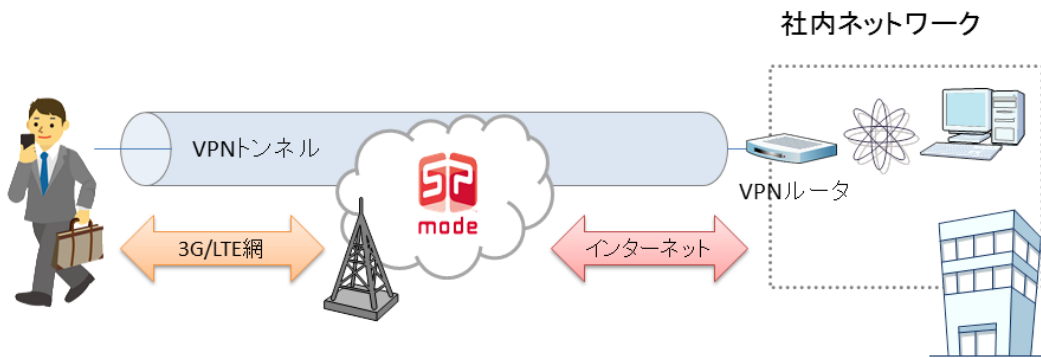 社内ネットワーク
VPNトンネル
sp
mode
VPNルータ
3G/LTE網
インターネット